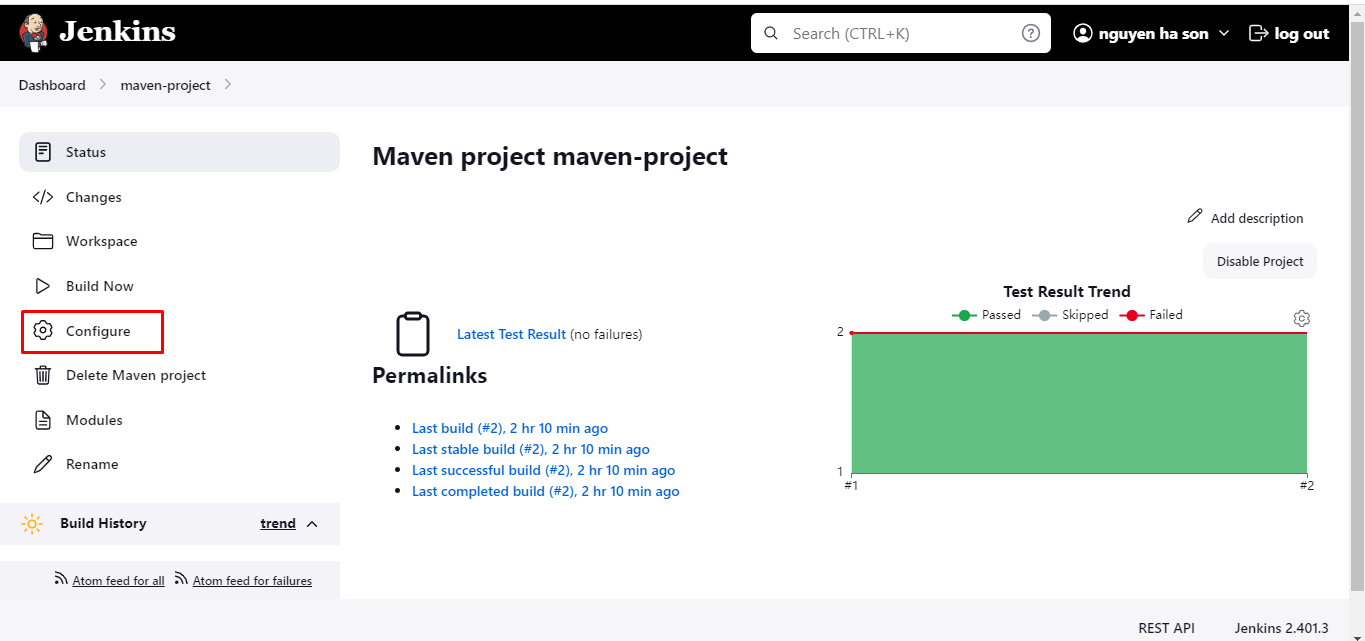 Jenkins
Search (CTRL+K)
nguyen ha son
log out
Dashboard
maven-project
Status
Changes
Workspace
Build Now
Configure
Delete Maven project
Modules
Rename
Build History
trend
Atom feed for all
Atom feed for failures
Maven project maven-project
Add description
Disable Project
Latest Test Result (no failures)
Permalinks
Last build (#2), 2 hr 10 min ago
Last stable build (#2), 2 hr 10 min ago
Last successful build (#2), 2 hr 10 min ago
Last completed build (#2), 2 hr 10 min ago
Test Result Trend
Passed Skipped Failed
2
1
#1 #2
REST API
Jenkins 2.401.3